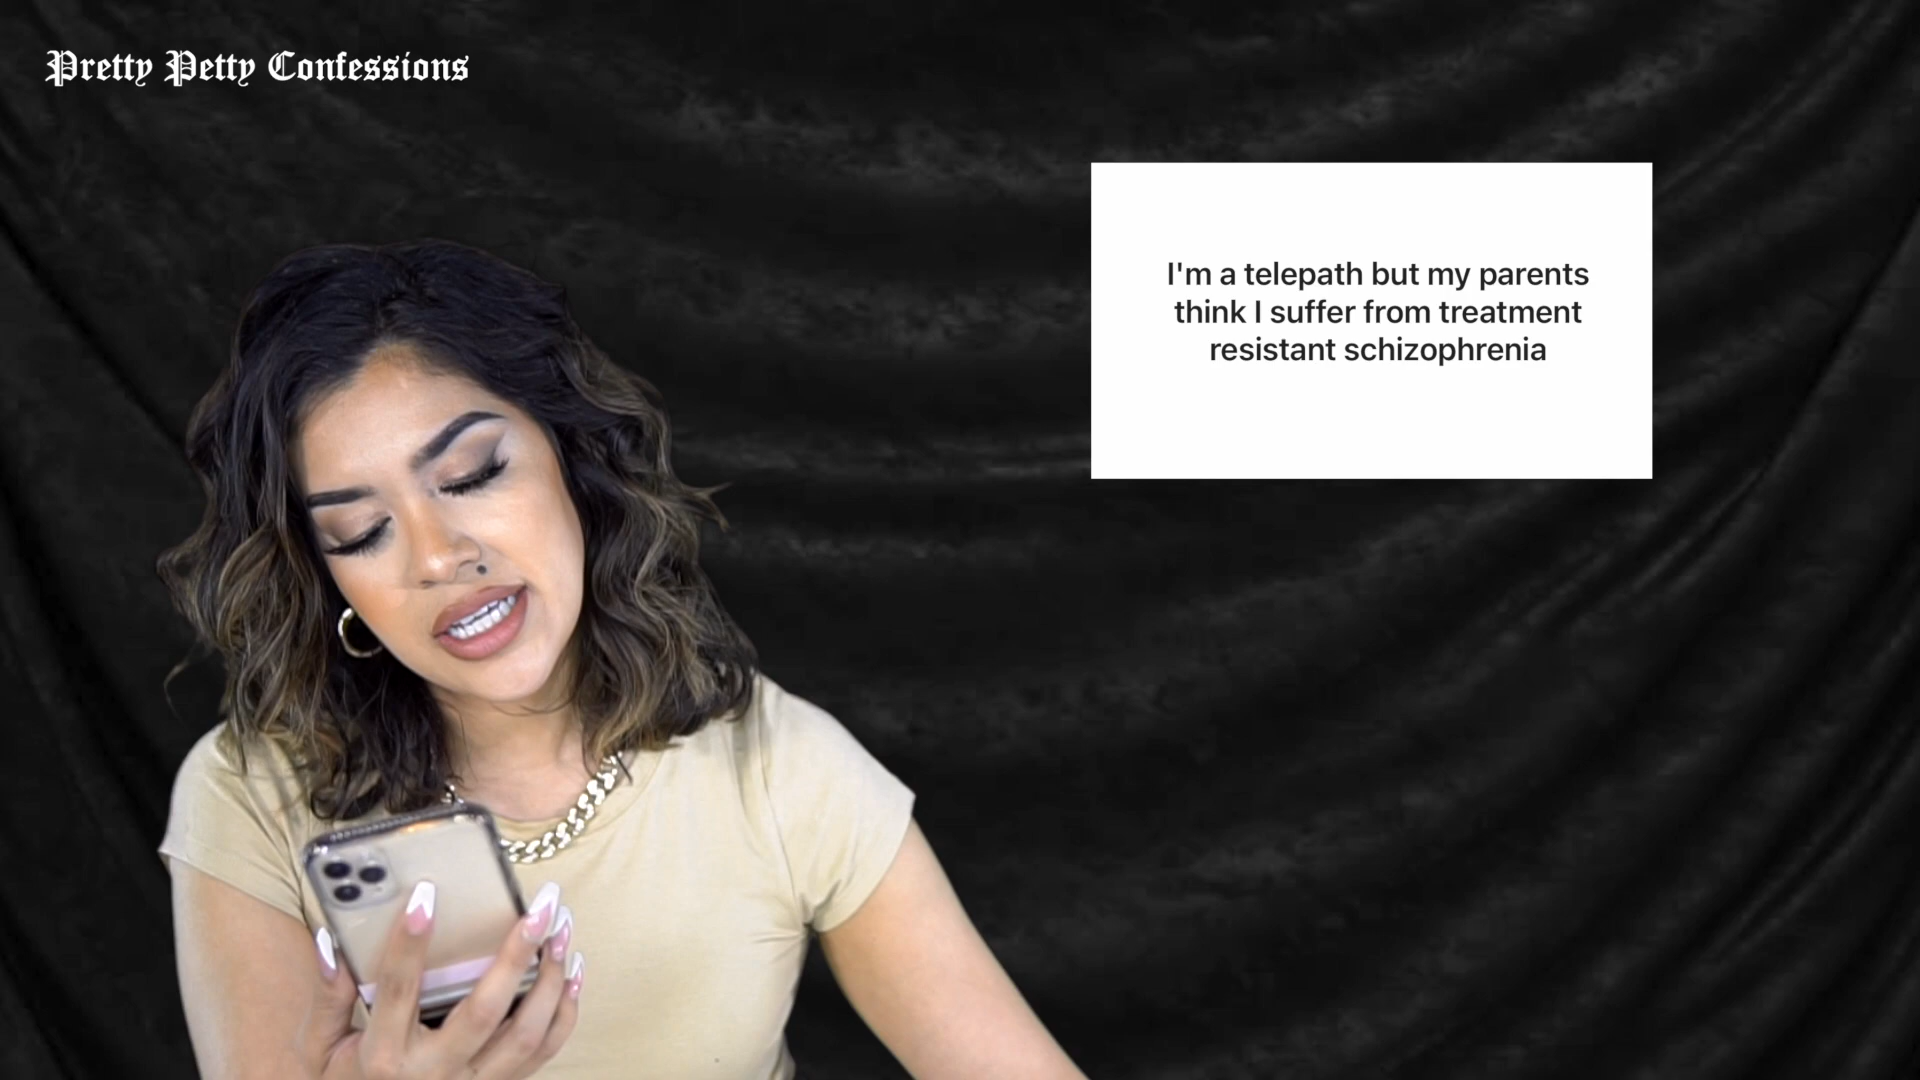 Pretty Petty Confessions
I'm a telepath but my parents
think I suffer from treatment
resistant schizophrenia